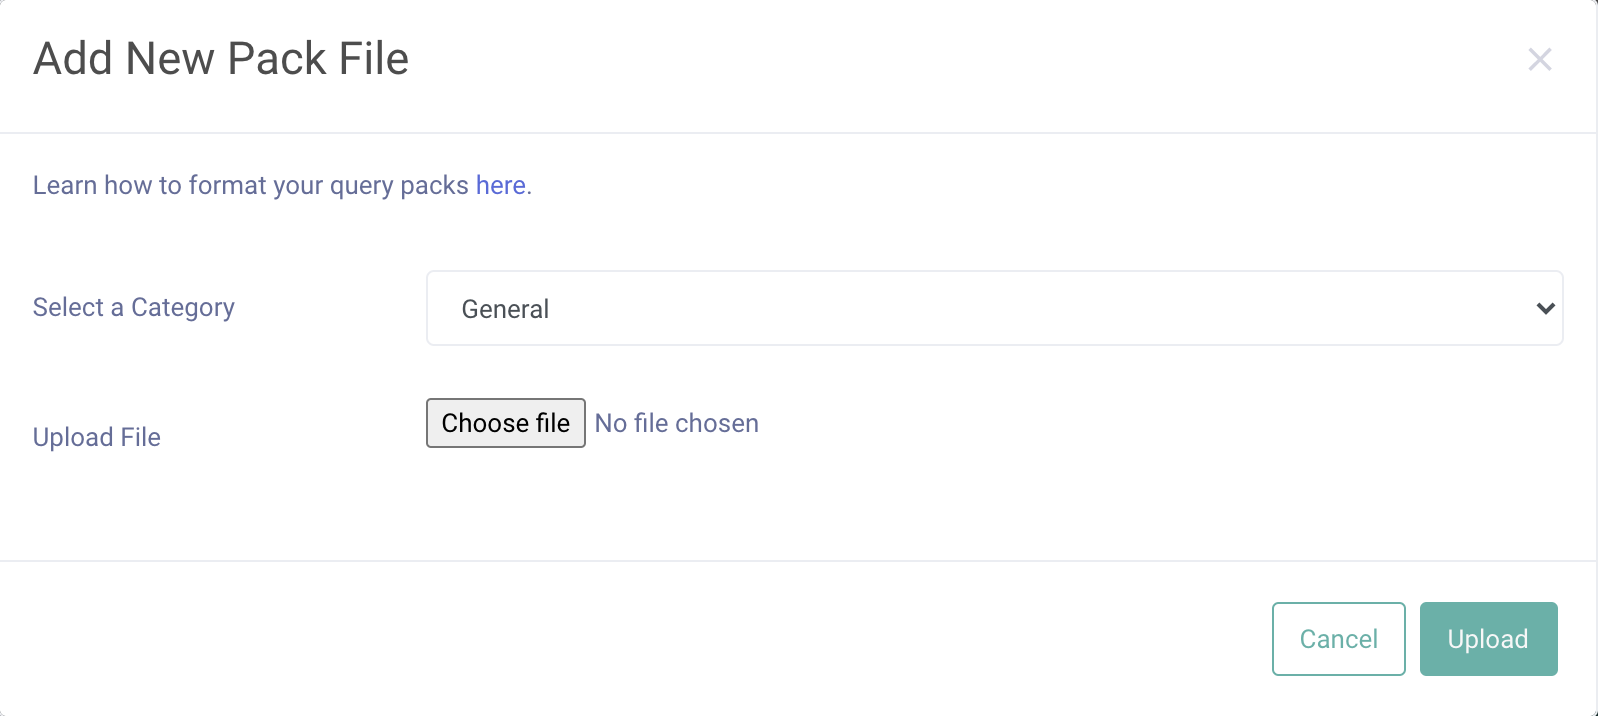 Add New Pack File
Learn how to format your query packs here.
Select a Category
General
Upload File
Choose file No file chosen
Cancel
Upload